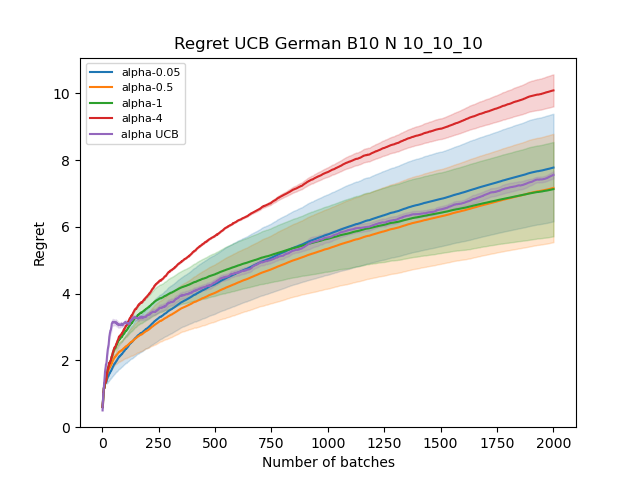 Regret UCB German B10 N 10_10_10
alpha-0.05
alpha-0.5
alpha-1
alpha-4
alpha UCB
10
8
6
4
2
0
Regret
0 250 500 750 1000 1250 1500 1750 2000
Number of batches